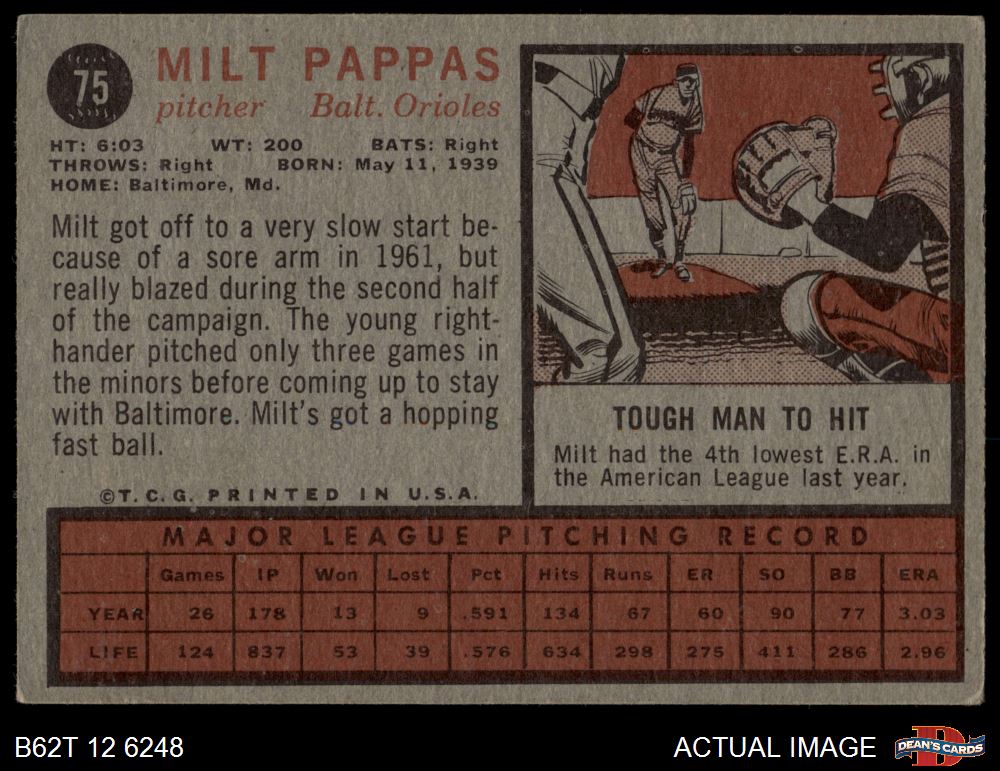 75
MILT PAPPAS
pitcher Balt. Orioles
HT: 6:03 WT: 200 BATS: Right
THROWS: Right BORN: May 11, 1939
HOME: Baltimore, Md.
Milt got off to a very slow start be-
cause of a sore arm in 1961, but
really blazed during the second half
of the campaign. The young right-
hander pitched only three games in
the minors before coming up to stay
with Baltimore. Milt's got a hopping
fast ball.
©T.C.G. PRINTED IN U.S.A.
TOUGH MAN TO HIT
Milt had the 4th lowest E.R.A. in
the American League last year.
MAJOR LEAGUE PITCHING RECORD
Games IP Won Lost Pct Hits Runs ER SO BB ERA
YEAR 26 178 13 9 .591 134 67 60 90 77 3.03
LIFE 124 837 53 39 .576 634 298 275 411 286 2.96
B62T 12 6248
ACTUAL IMAGE
DEAN'S CARDS